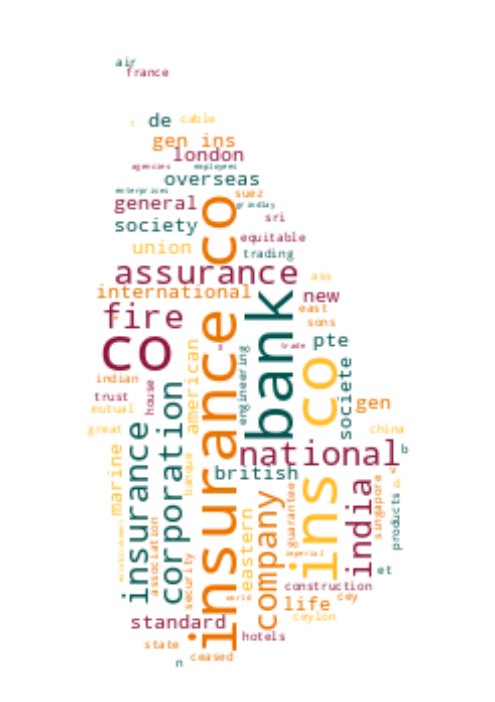 air
france
de
cable
gen ins
london
agencies
employees
overseas
enterprises
suez
general
grindlay
society
sri
co
equitable
union
trading
assurance
ass
international
new
fire
east
sons
co
pte
trade
american
insurance co
bank
ins co
societe
engineering
indian
trust
house
mutual
corporation
gen
great
china
insurance
national
b
british
marine
banque
india
singapore
products
company
guarantee
eastern
association
establishment
security
imperial
et
construction
world
cey
life
ceylon
standard
hotels
state
ceased
n